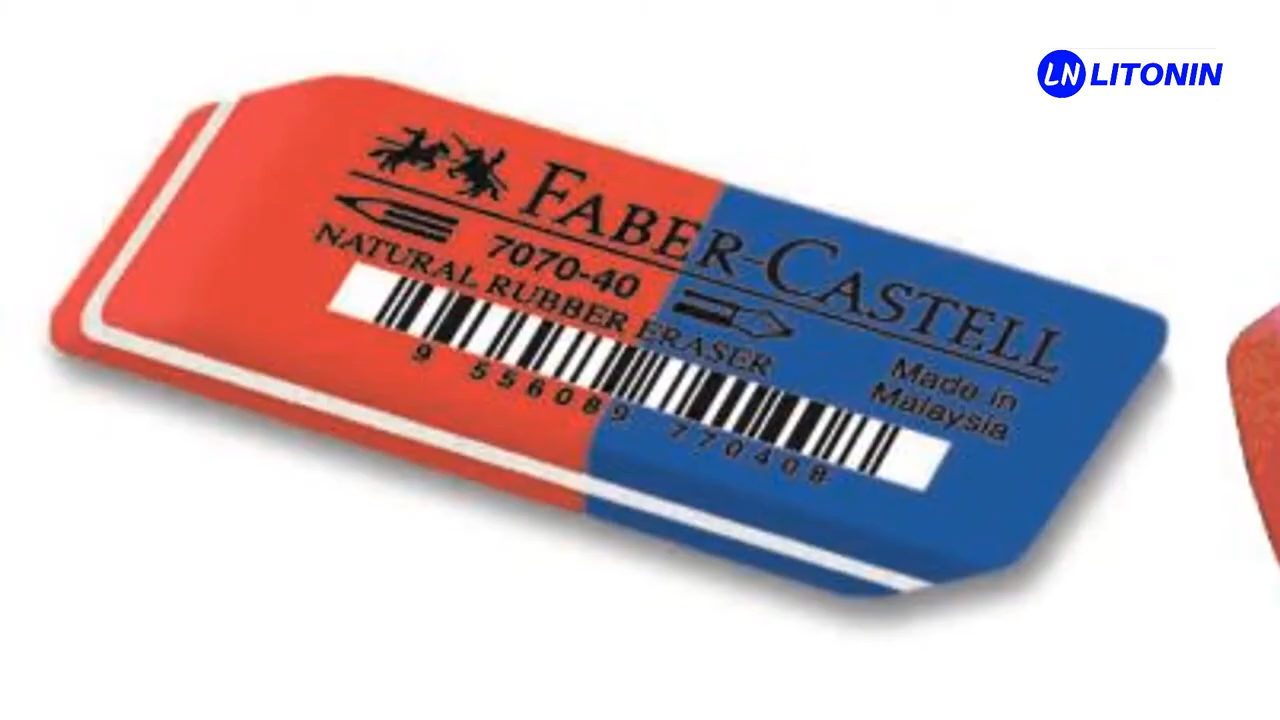 LN LITONIN
FABER-CASTELL
7070-40
NATURAL RUBBER ERASER
Made in
Malaysia
9 556089 770408